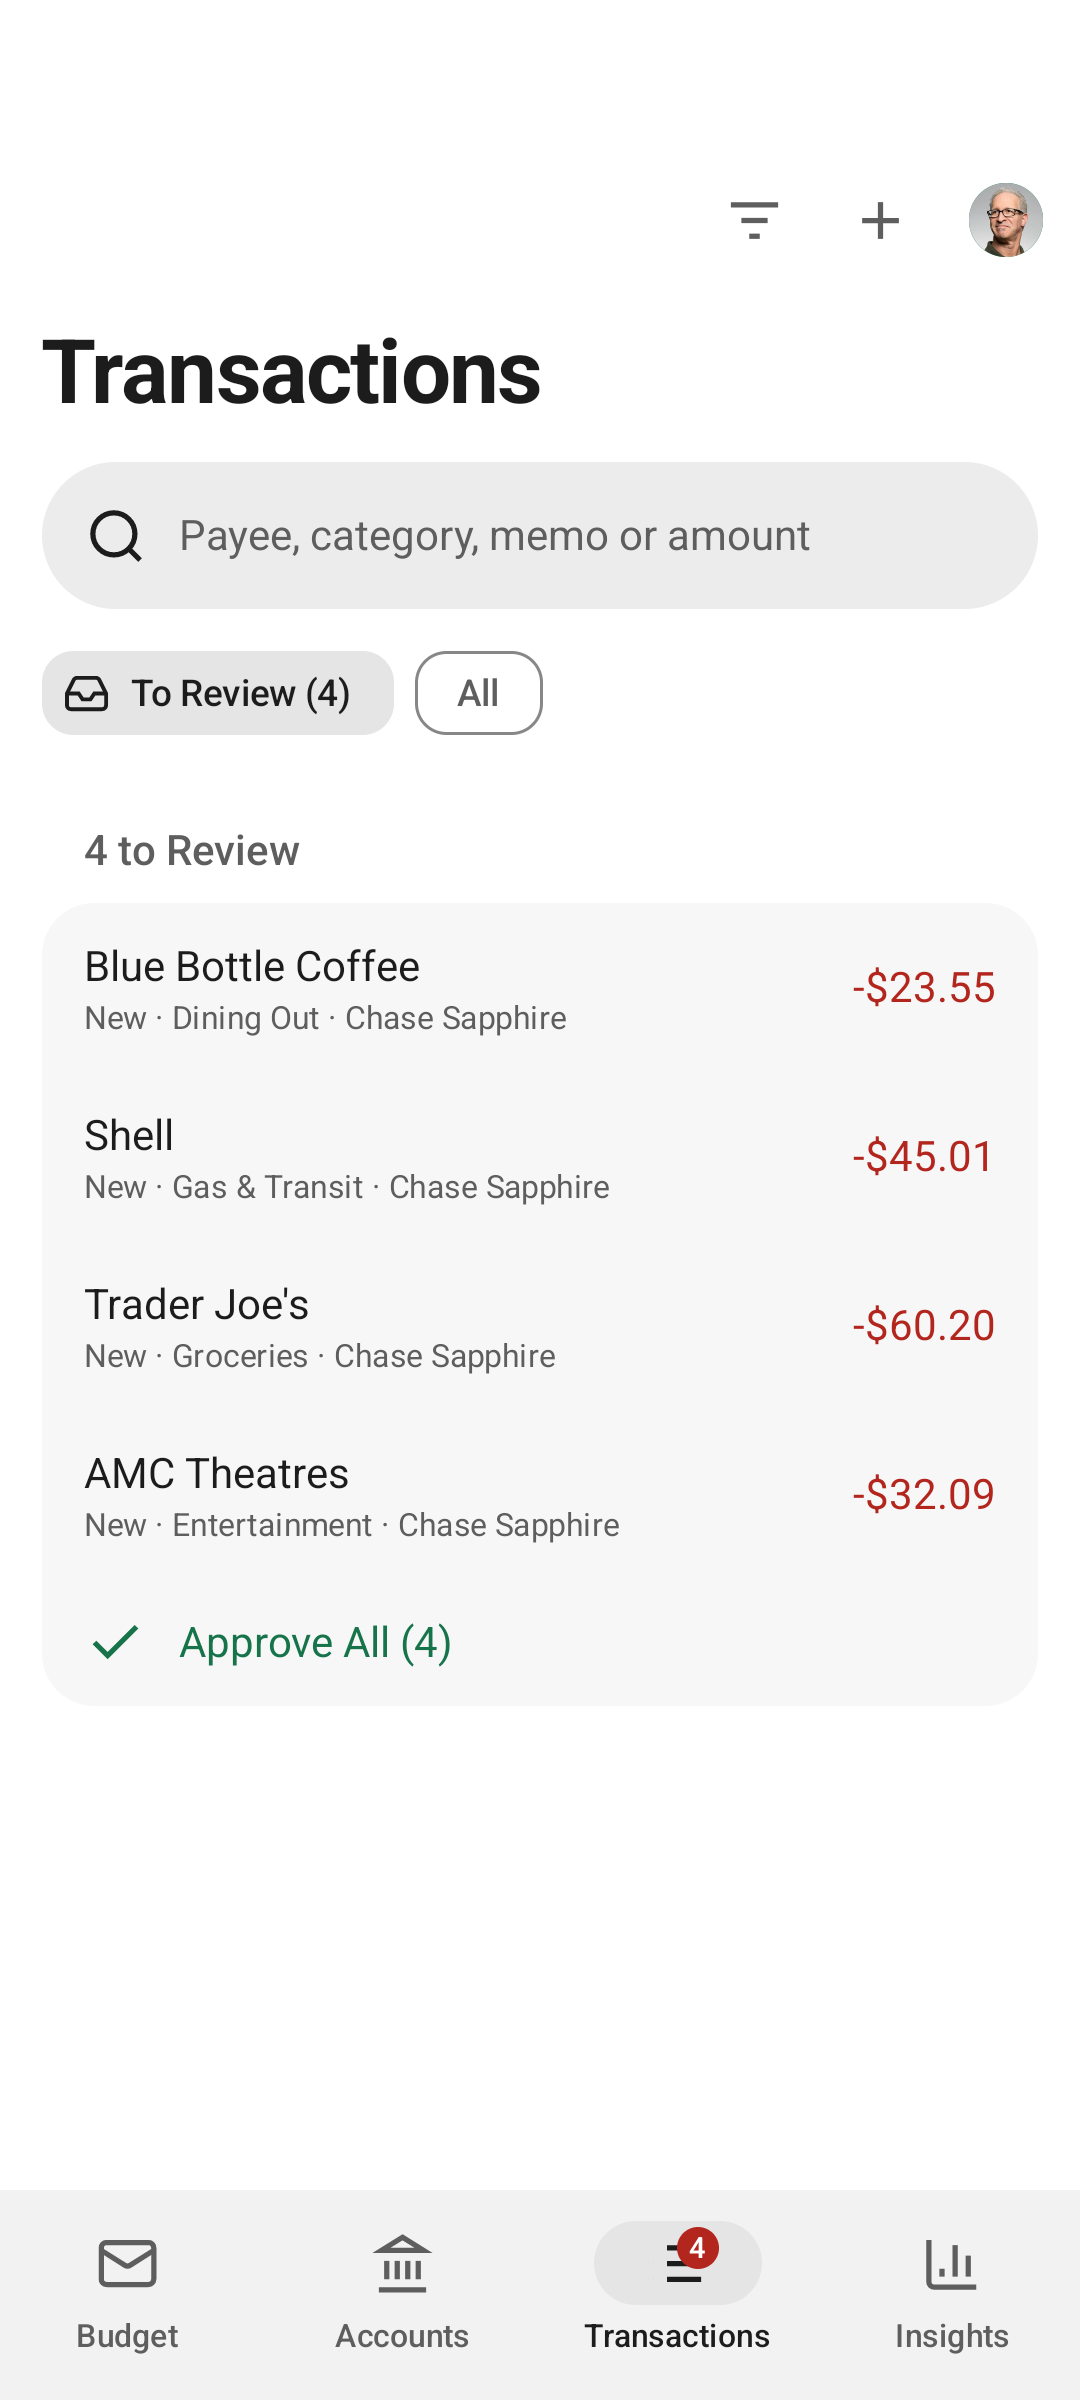 Transactions
Payee, category, memo or amount
To Review (4)
All
4 to Review
Blue Bottle Coffee
-$23.55
New · Dining Out · Chase Sapphire
Shell
-$45.01
New · Gas & Transit · Chase Sapphire
Trader Joe's
-$60.20
New · Groceries · Chase Sapphire
AMC Theatres
-$32.09
New · Entertainment · Chase Sapphire
Approve All (4)
4
Budget
Accounts
Transactions
Insights